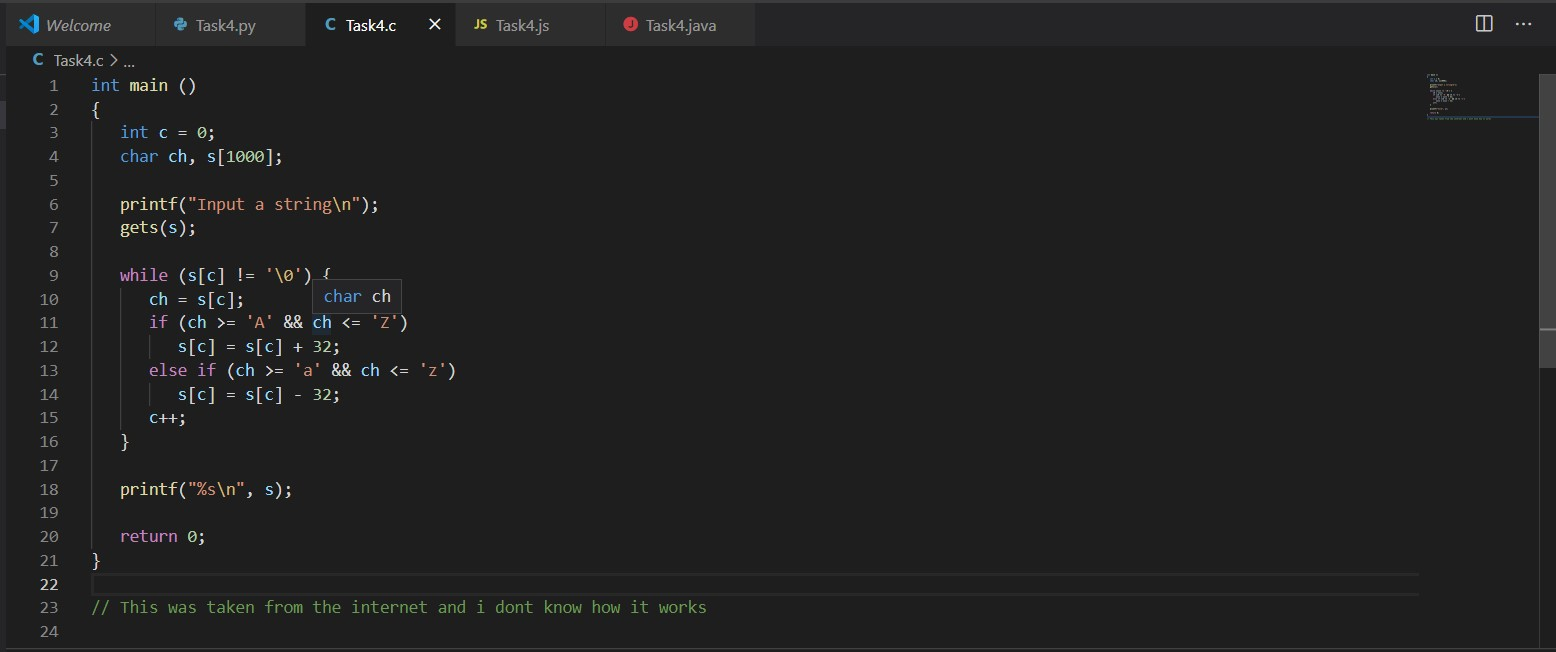 Welcome Task4.py C Task4.c JS Task4.js J Task4.java
C Task4.c > ...
1 int main ()
2 {
3 int c = 0;
4 char ch, s[1000];
5
6 printf("Input a string\n");
7 gets(s);
8
9 while (s[c] != '\0') {
char ch
10 ch = s[c];
11 if (ch >= 'A' && ch <= 'Z')
12 s[c] = s[c] + 32;
13 else if (ch >= 'a' && ch <= 'z')
14 s[c] = s[c] - 32;
15 c++;
16 }
17
18 printf("%s\n", s);
19
20 return 0;
21 }
22
23 // This was taken from the internet and i dont know how it works
24